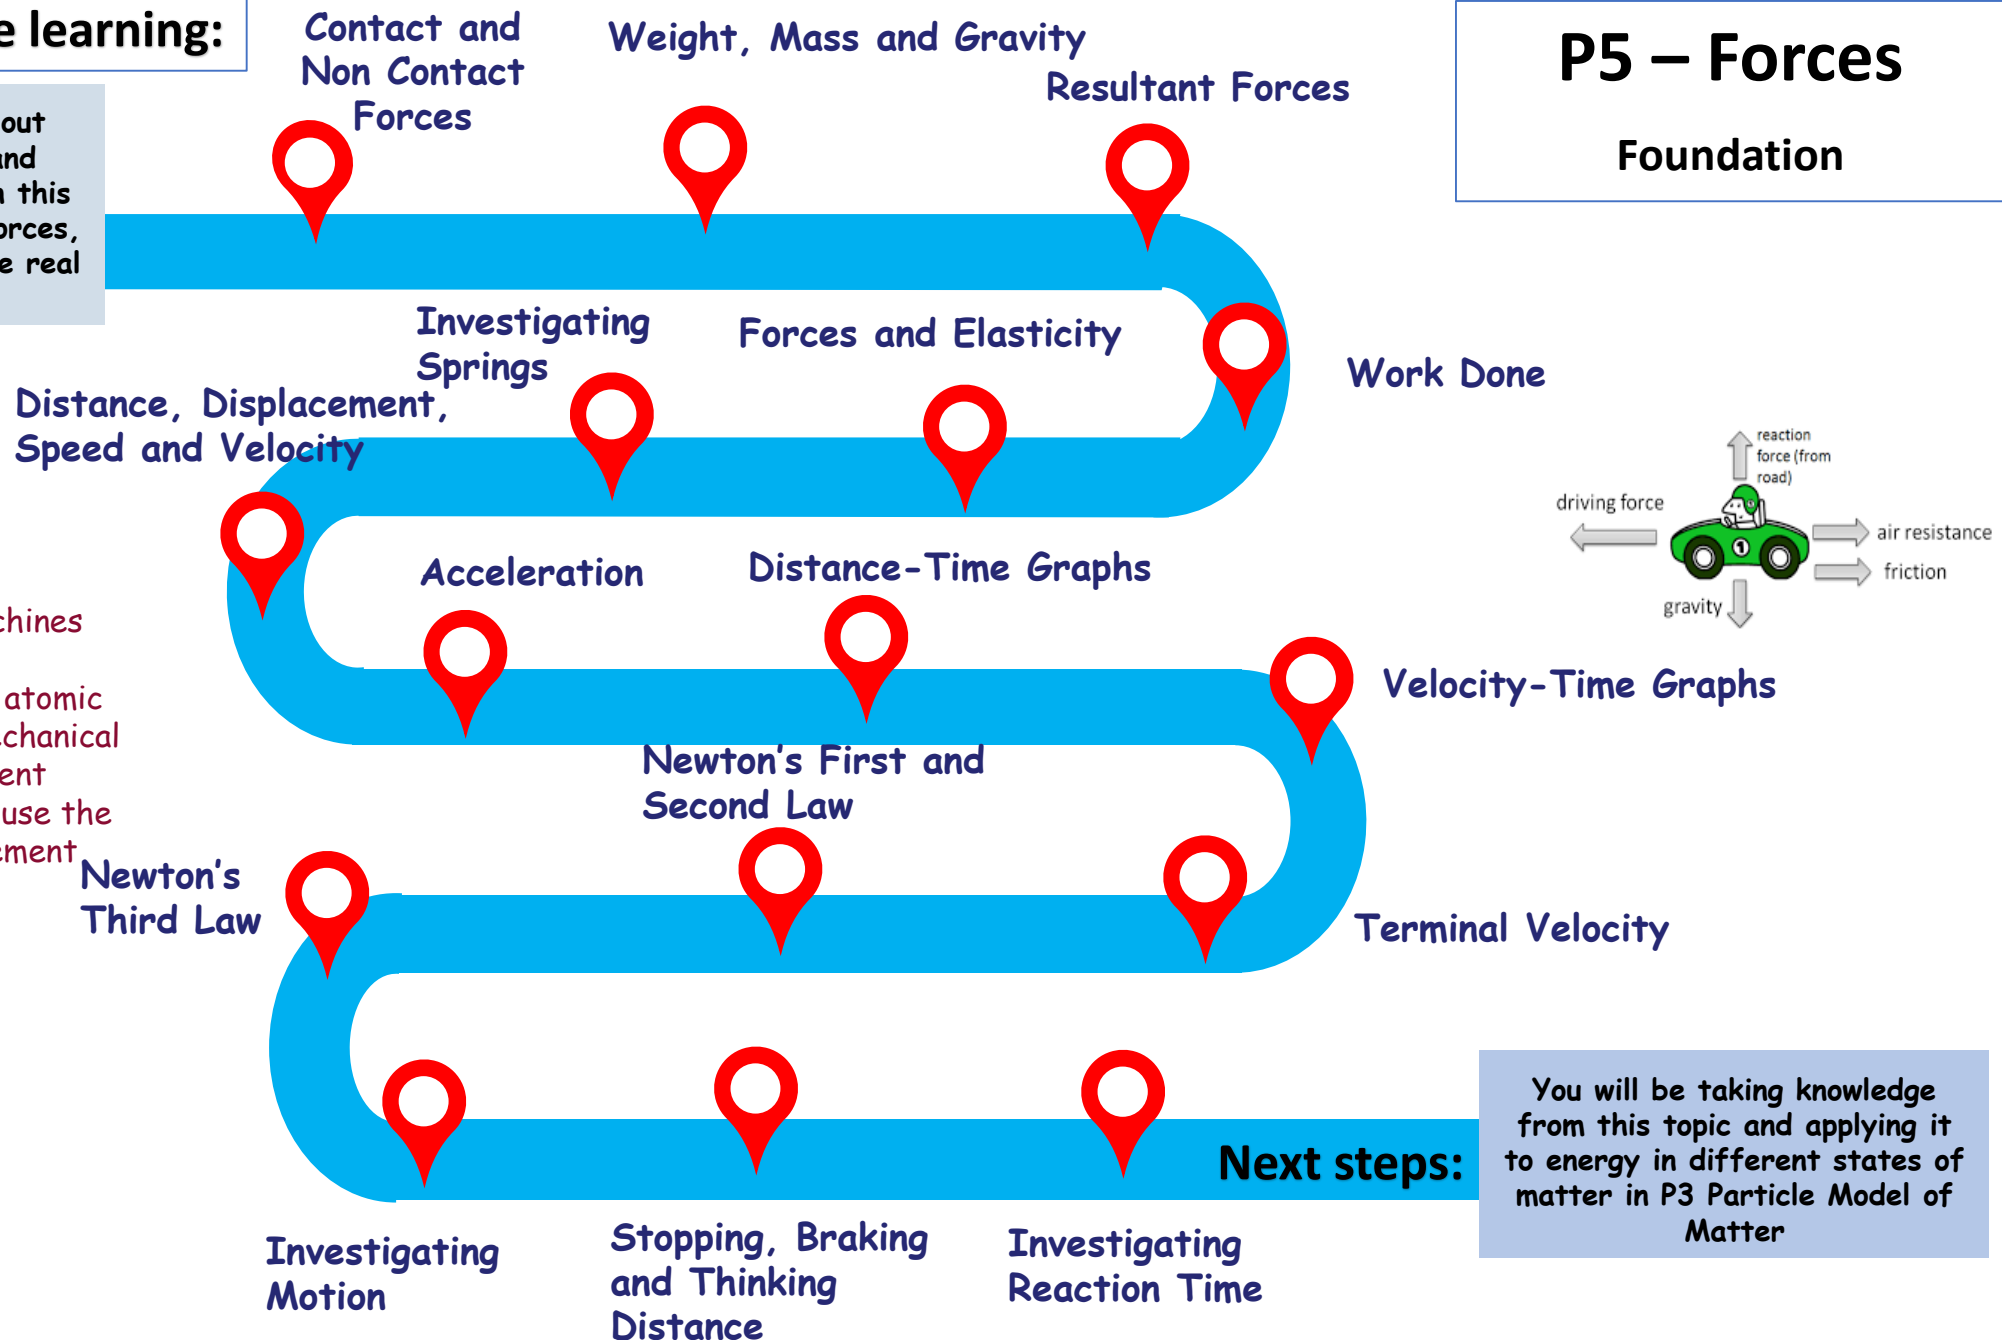 e learning:
out
and
n this
orces,
e real
Contact and
Non Contact
Forces
Weight, Mass and Gravity
Resultant Forces
P5 – Forces
Foundation
Investigating
Springs
Forces and Elasticity
Work Done
Distance, Displacement,
Speed and Velocity
reaction
force (from
road)
driving force
air resistance
friction
gravity
1
Acceleration
Distance-Time Graphs
Velocity-Time Graphs
chines
atomic
echanical
ent
use the
ement
Newton's First and
Second Law
Newton's
Third Law
Terminal Velocity
Investigating
Motion
Stopping, Braking
and Thinking
Distance
Investigating
Reaction Time
Next steps:
You will be taking knowledge
from this topic and applying it
to energy in different states of
matter in P3 Particle Model of
Matter